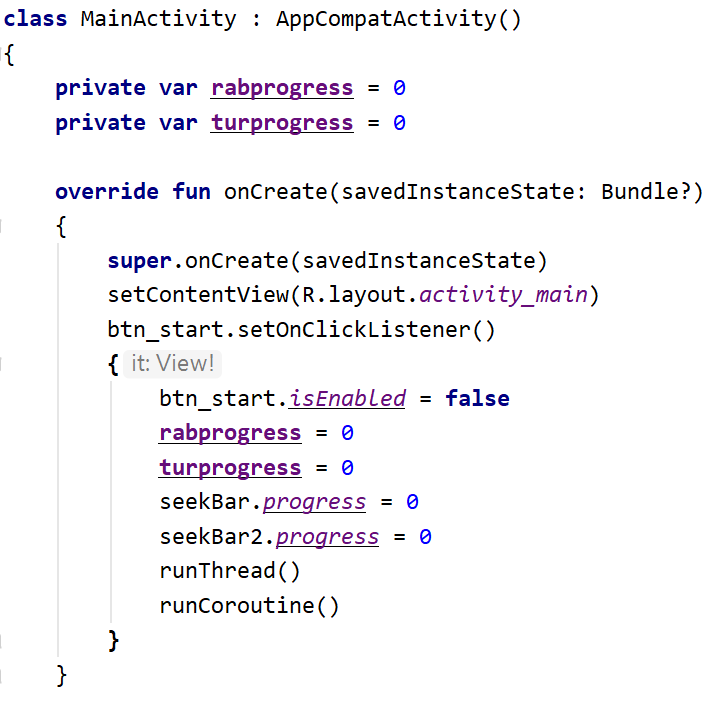 class MainActivity : AppCompatActivity()
{
    private var rabprogress = 0
    private var turprogress = 0

    override fun onCreate(savedInstanceState: Bundle?)
    {
        super.onCreate(savedInstanceState)
        setContentView(R.layout.activity_main)
        btn_start.setOnClickListener()
        { it: View!
            btn_start.isEnabled = false
            rabprogress = 0
            turprogress = 0
            seekBar.progress = 0
            seekBar2.progress = 0
            runThread()
            runCoroutine()
        }
    }